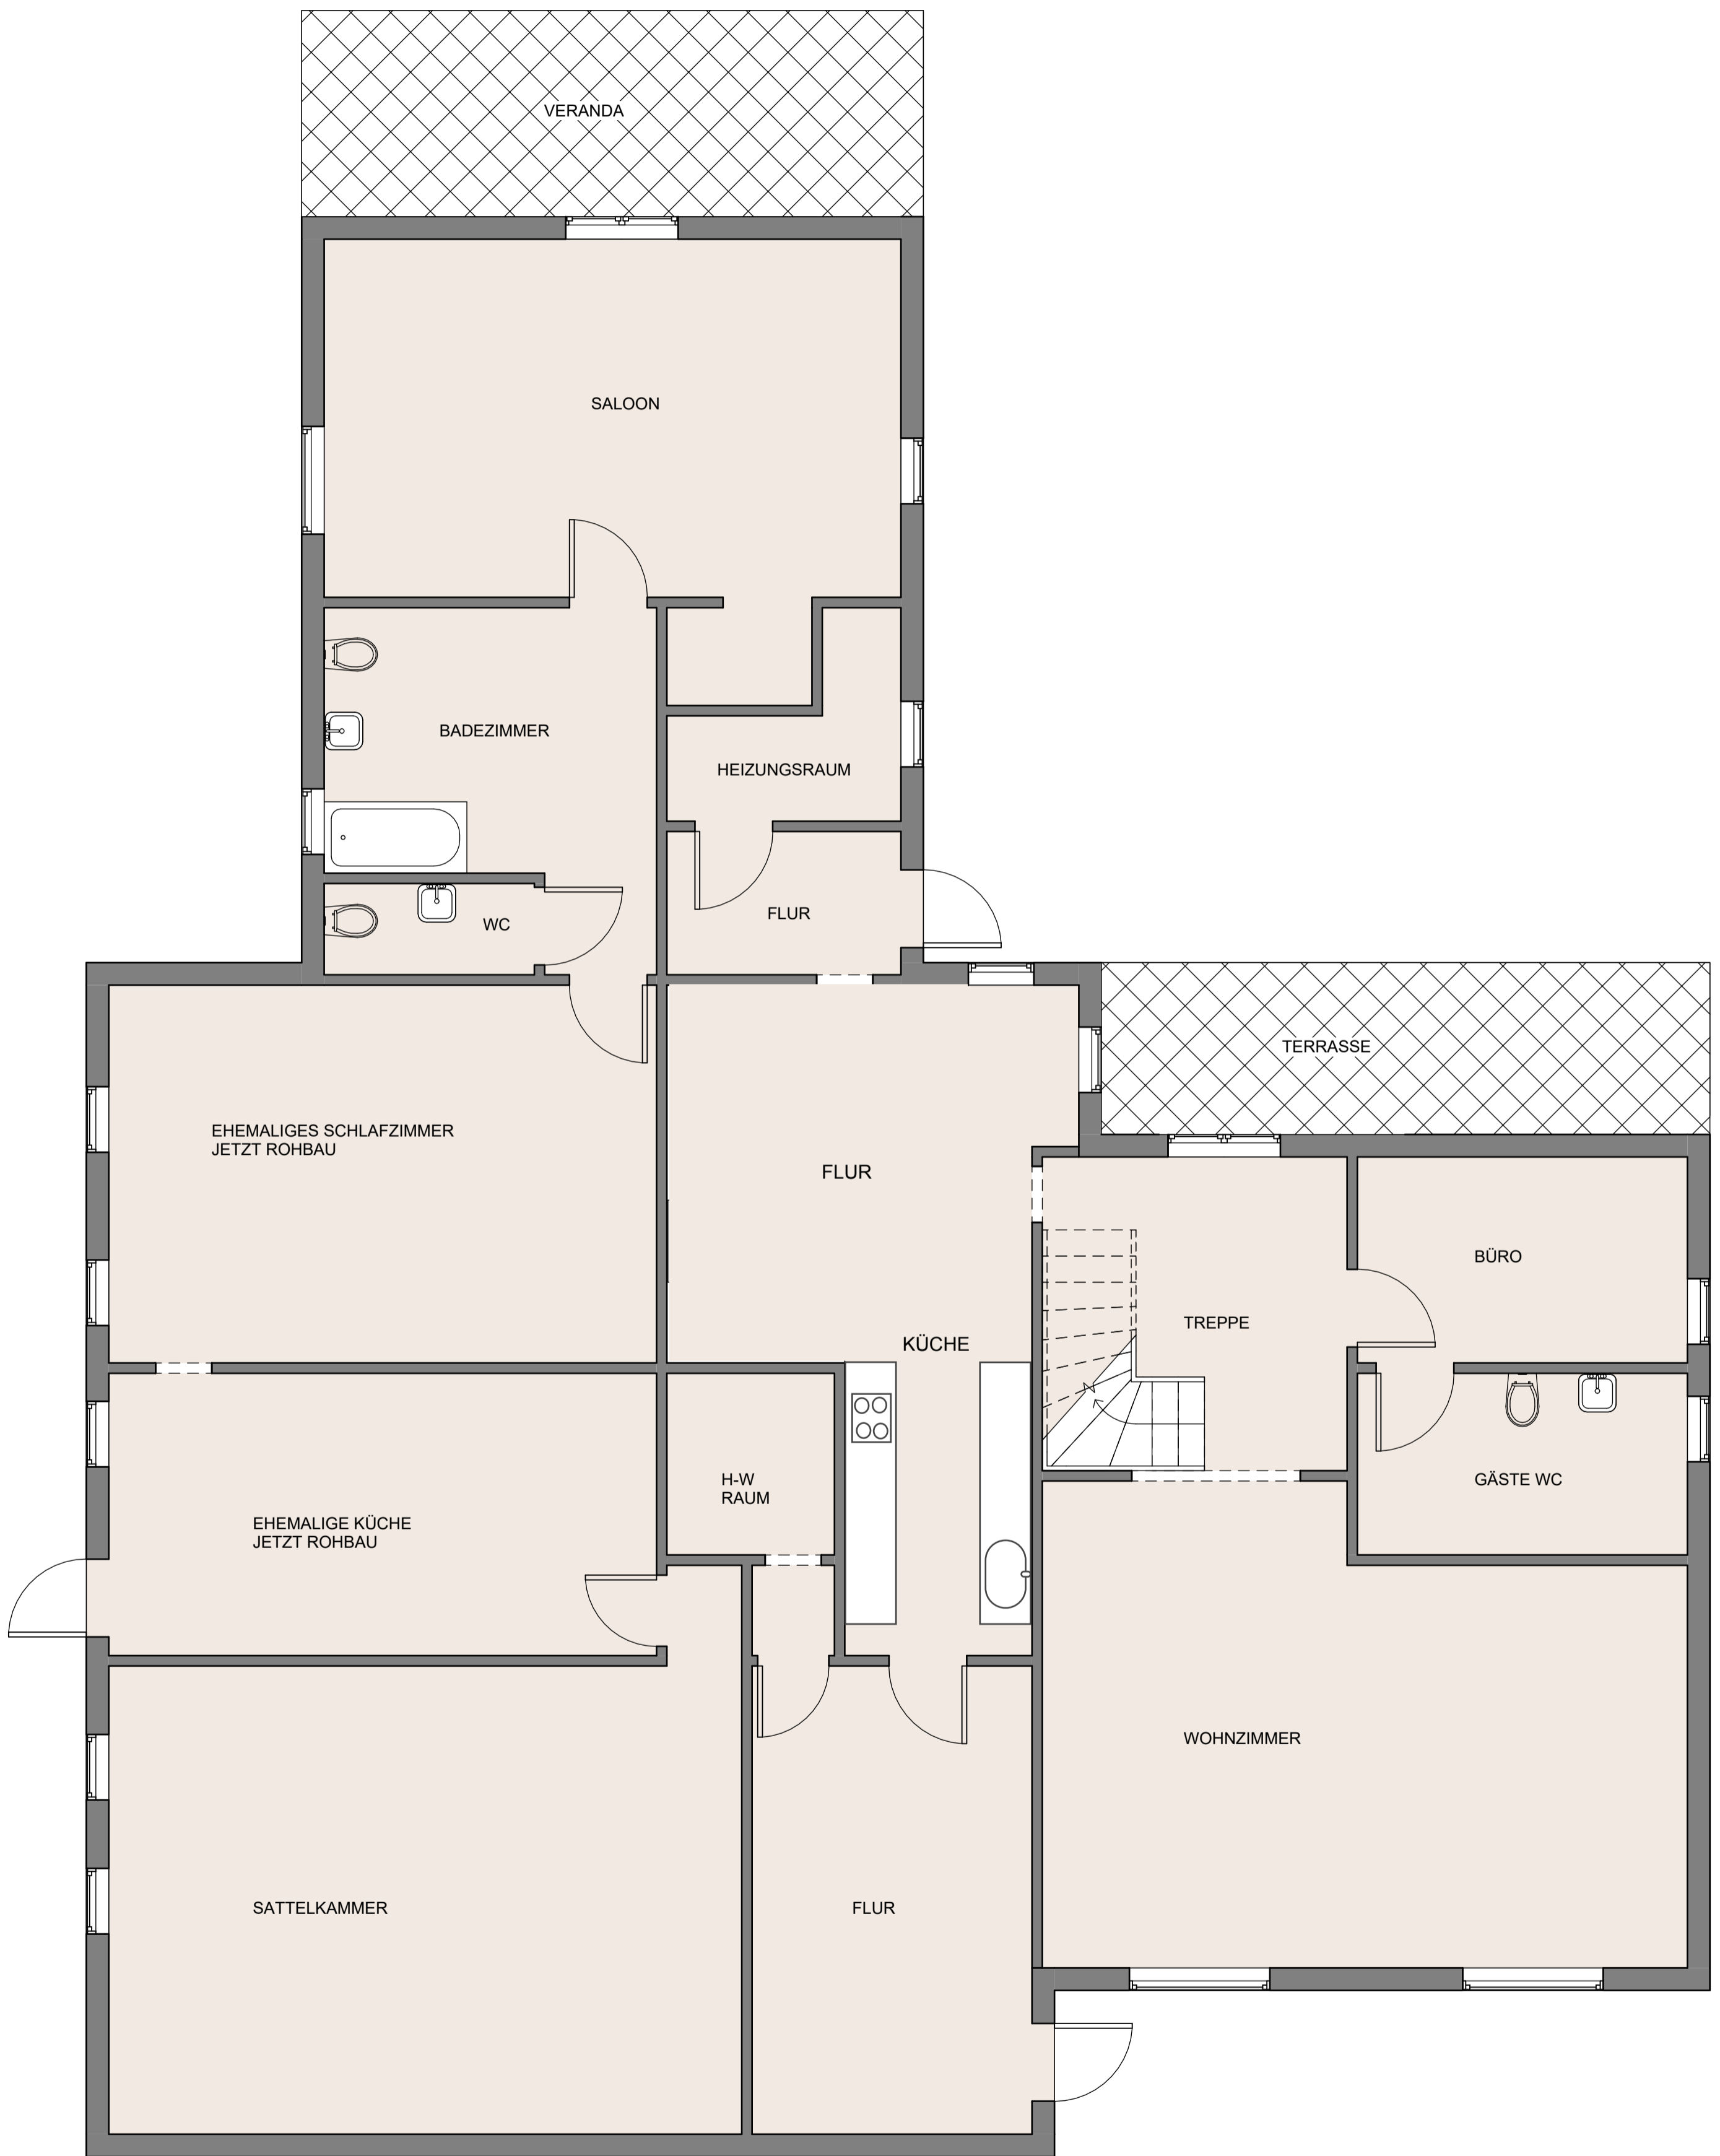 VERANDA
SALOON
BADEZIMMER
HEIZUNGSRAUM
FLUR
WC
TERRASSE
EHEMALIGES SCHLAFZIMMER
JETZT ROHBAU
FLUR
BÜRO
TREPPE
KÜCHE
H-W
RAUM
GÄSTE WC
EHEMALIGE KÜCHE
JETZT ROHBAU
WOHNZIMMER
SATTELKAMMER
FLUR